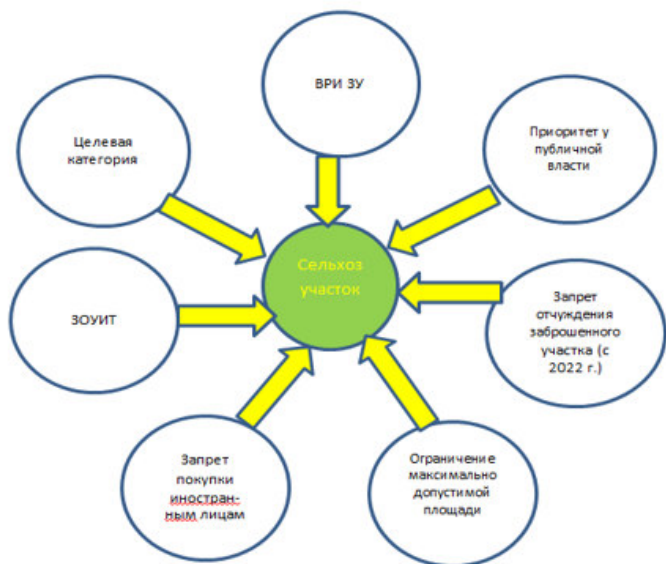 ВРИ ЗУ
Целевая
категория
Приоритет у
публичной
власти
Сельхоз
участок
ЗОУИТ
Запрет
отчуждения
заброшенного
участка (с
2022 г.)
Запрет
покупки
иностран-
ным лицам
Ограничение
максимально
допустимой
площади